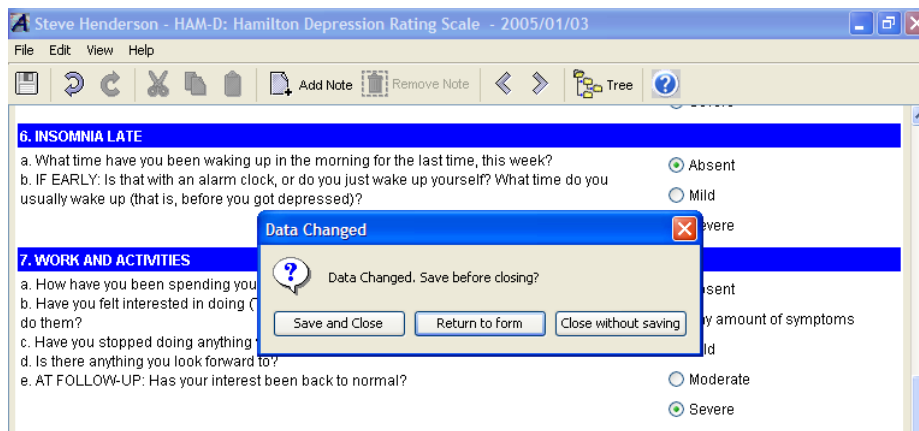 Steve Henderson - HAM-D: Hamilton Depression Rating Scale - 2005/01/03
File Edit View Help
Add Note Remove Note Tree
6. INSOMNIA LATE
a. What time have you been waking up in the morning for the last time, this week?
b. IF EARLY: Is that with an alarm clock, or do you just wake up yourself? What time do you
usually wake up (that is, before you got depressed)?
Absent
Mild
evere
Data Changed
Data Changed. Save before closing?
Save and Close Return to form Close without saving
7. WORK AND ACTIVITIES
a. How have you been spending you
b. Have you felt interested in doing (
do them?
c. Have you stopped doing anything
d. Is there anything you look forward to?
e. AT FOLLOW-UP: Has your interest been back to normal?
sent
y amount of symptoms
ld
Moderate
Severe